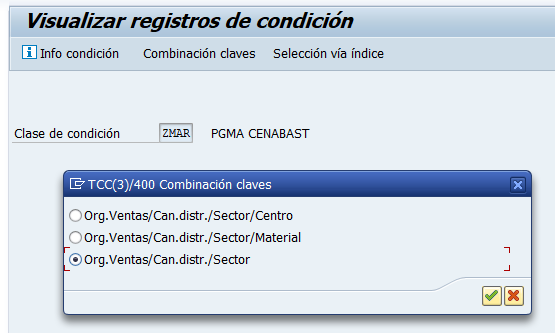 Visualizar registros de condición
Info condición Combinación claves Selección vía índice
Clase de condición ZMAR PGMA CENABAST
TCC(3)/400 Combinación claves
Org.Ventas/Can.distr./Sector/Centro
Org.Ventas/Can.distr./Sector/Material
Org.Ventas/Can.distr./Sector